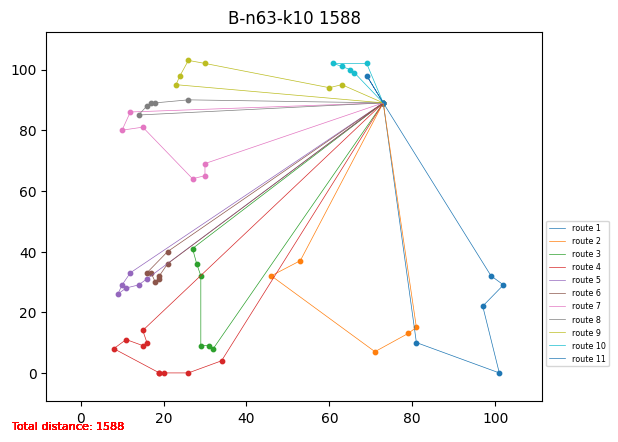 B-n63-k10 1588
100
80
60
40
20
0
0 20 40 60 80 100
route 1
route 2
route 3
route 4
route 5
route 6
route 7
route 8
route 9
route 10
route 11
Total distance: 1588